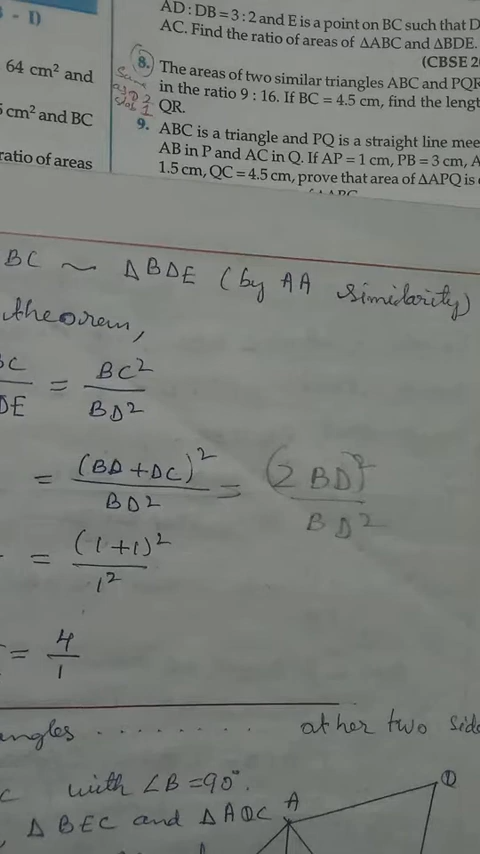 - D)
64 cm² and
cm² and BC
ratio of areas
AD : DB = 3 : 2 and E is a point on BC such that D
AC. Find the ratio of areas of ΔABC and ΔBDE.
(CBSE 20
8. The areas of two similar triangles ABC and PQR
in the ratio 9 : 16. If BC = 4.5 cm, find the lengt
QR.
9. ABC is a triangle and PQ is a straight line mee
AB in P and AC in Q. If AP = 1 cm, PB = 3 cm, A
1.5 cm, QC = 4.5 cm, prove that area of ΔAPQ is
BC ~ ΔBDE (by AA similarity)
theorem,
BC/DE = BC²/BD²
= (BD + DC)²/BD² = (2 BD)²/BD²
= (1+1)²/1²
= 4/1
angles ........ other two side
C with ∠B = 90°.
Δ BEC and Δ ADC A D